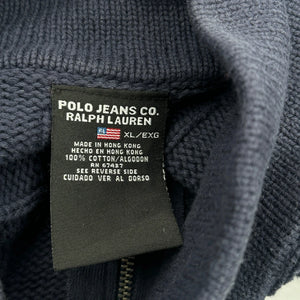 POLO JEANS CO.
RALPH LAUREN
XL/EXG
MADE IN HONG KONG
HECHO EN HONG KONG
100% COTTON/ALGODON
RN 67437
SEE REVERSE SIDE
CUIDADO VER AL DORSO